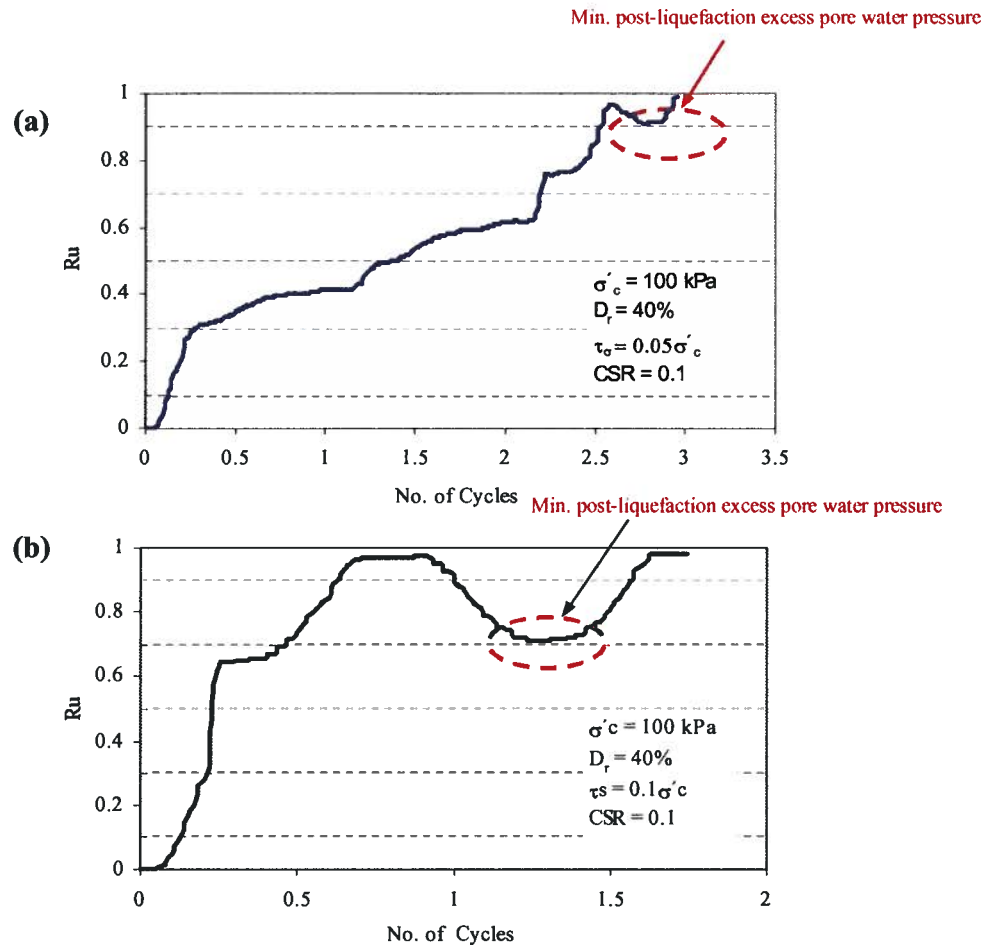 Min. post-liquefaction excess pore water pressure
(a)
1
0.8
0.6
0.4
0.2
0
Ru
σ′c = 100 kPa
Dr = 40%
τσ = 0.05σ′c
CSR = 0.1
0 0.5 1 1.5 2 2.5 3 3.5
No. of Cycles
Min. post-liquefaction excess pore water pressure
(b)
1
0.8
0.6
0.4
0.2
0
Ru
σ′c = 100 kPa
Dr = 40%
τs = 0.1σ′c
CSR = 0.1
0 0.5 1 1.5 2
No. of Cycles